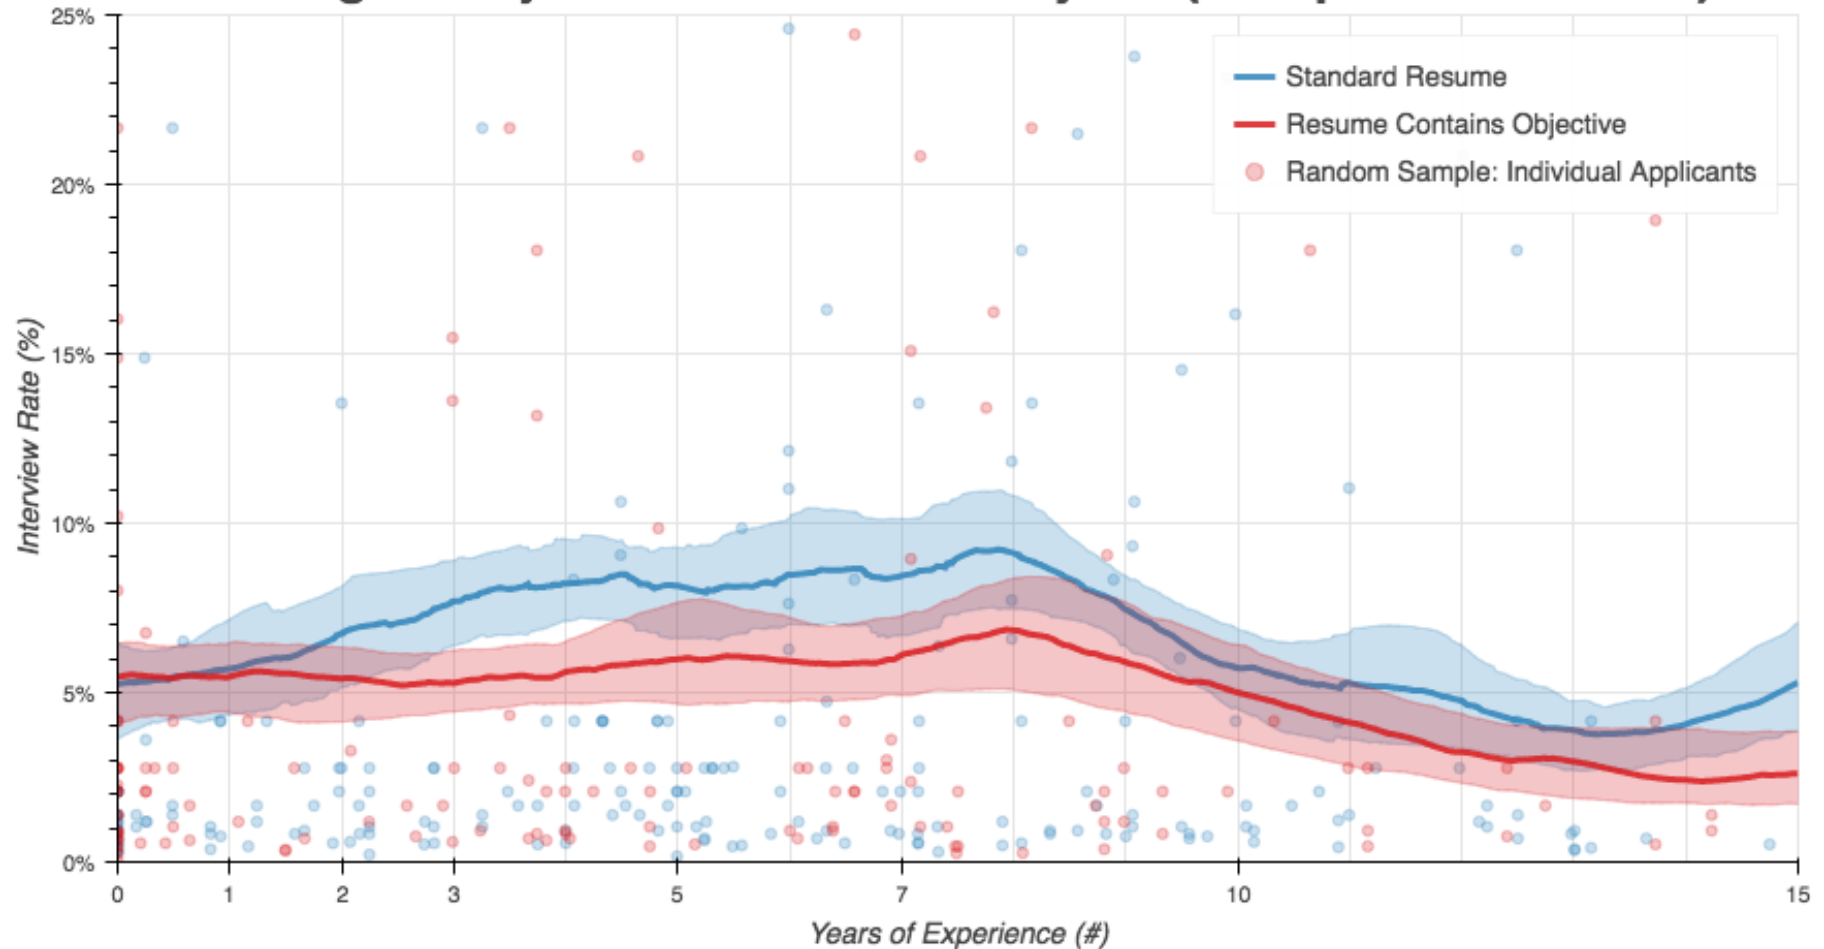 25%
20%
15%
10%
5%
0%
Interview Rate (%)
Standard Resume
Resume Contains Objective
Random Sample: Individual Applicants
0 1 2 3 5 7 10 15
Years of Experience (#)